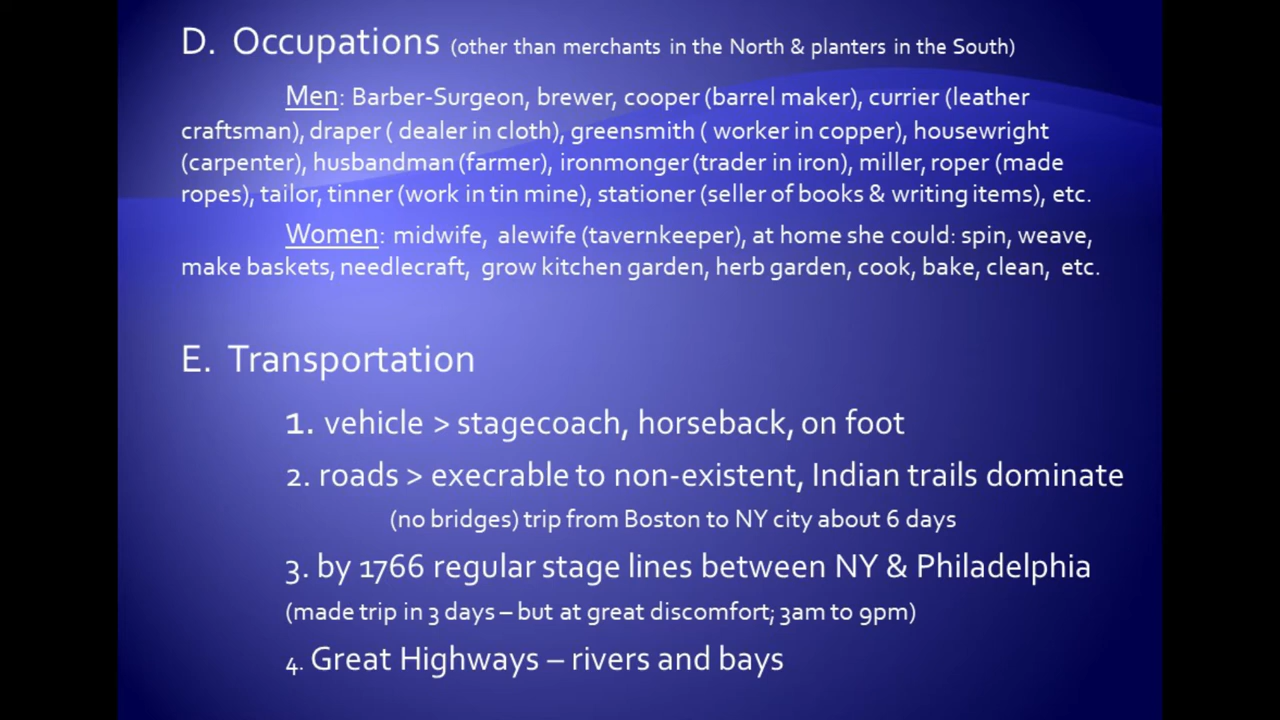 D. Occupations (other than merchants in the North & planters in the South)
Men: Barber-Surgeon, brewer, cooper (barrel maker), currier (leather
craftsman), draper ( dealer in cloth), greensmith ( worker in copper), housewright
(carpenter), husbandman (farmer), ironmonger (trader in iron), miller, roper (made
ropes), tailor, tinner (work in tin mine), stationer (seller of books & writing items), etc.
Women: midwife, alewife (tavernkeeper), at home she could: spin, weave,
make baskets, needlecraft, grow kitchen garden, herb garden, cook, bake, clean, etc.
E. Transportation
1. vehicle > stagecoach, horseback, on foot
2. roads > execrable to non-existent, Indian trails dominate
(no bridges) trip from Boston to NY city about 6 days
3. by 1766 regular stage lines between NY & Philadelphia
(made trip in 3 days – but at great discomfort; 3am to 9pm)
4. Great Highways – rivers and bays